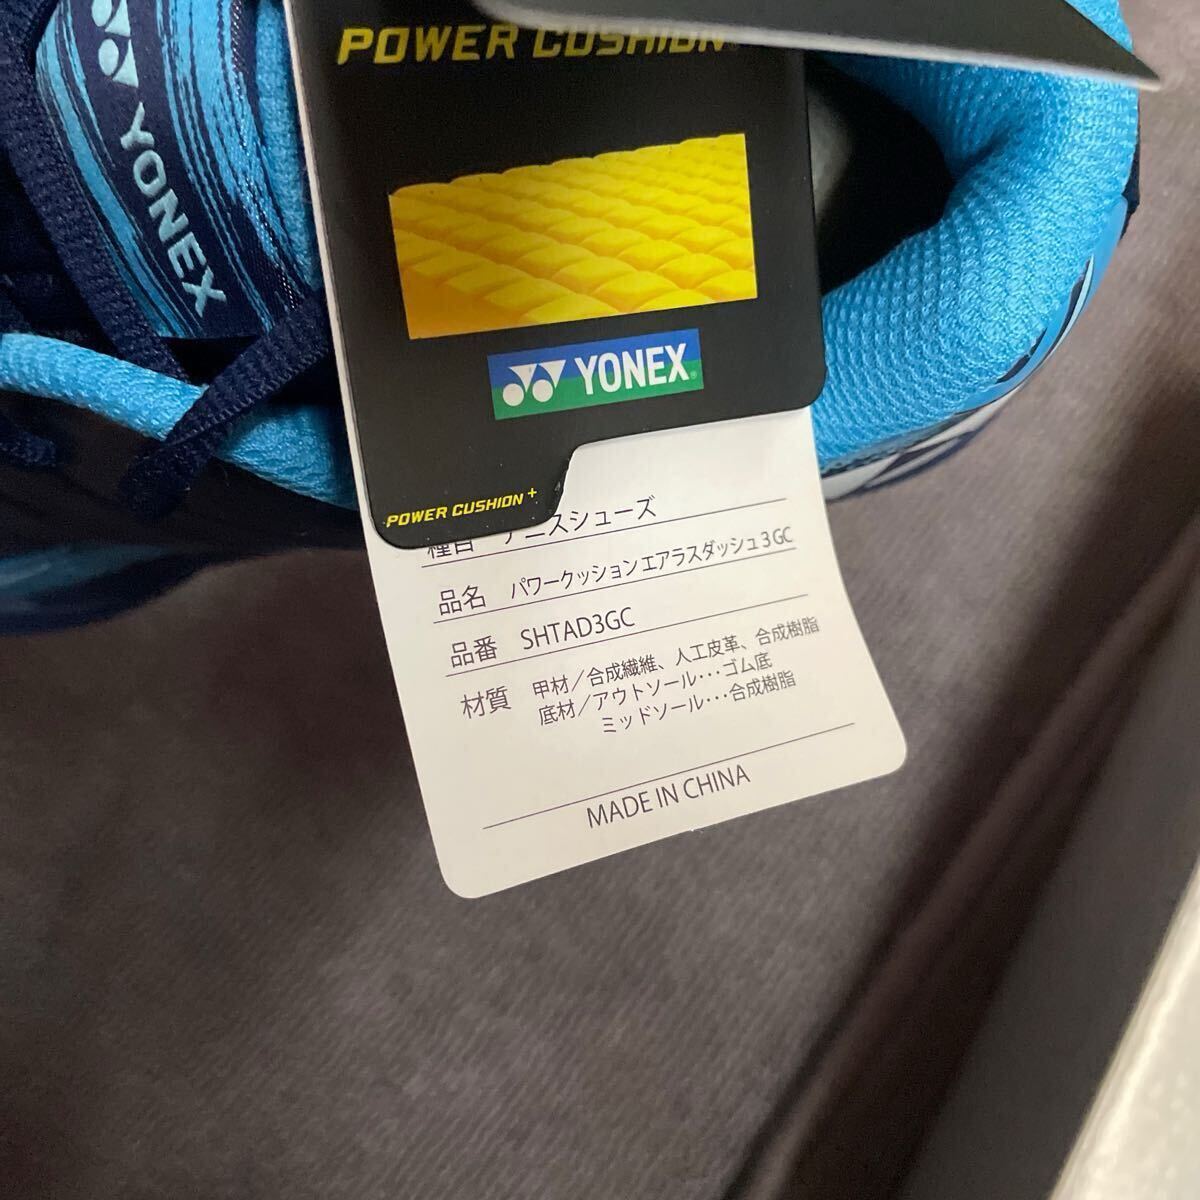 YONEX
POWER CUSHION
YONEX
POWER CUSHION+
種目 テニスシューズ
品名 パワークッションエアラスダッシュ3GC
品番 SHTAD3GC
材質 甲材/合成繊維、人工皮革、合成樹脂
底材/アウトソール･･･ゴム底
ミッドソール･･･合成樹脂
MADE IN CHINA